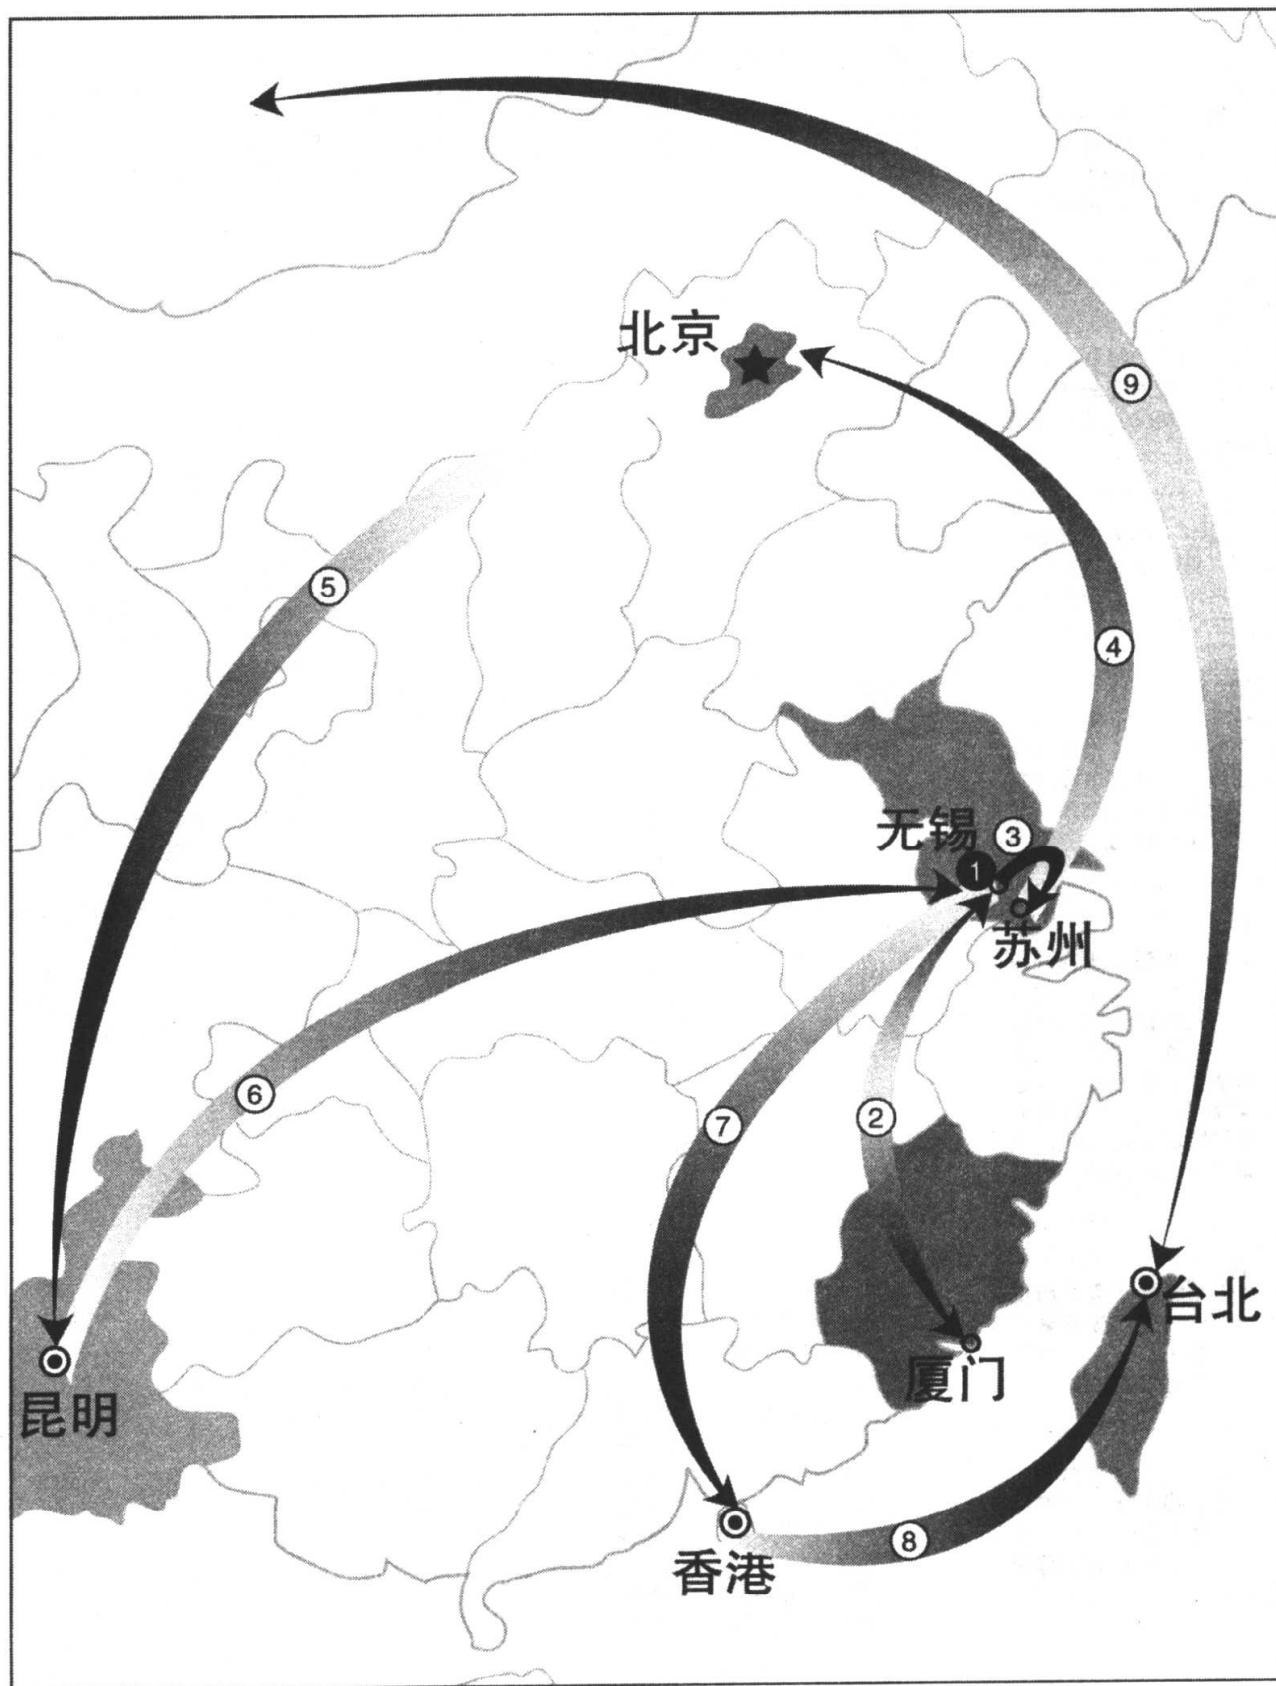 北京
⑨
⑤
④
无锡
③
❶
苏州
⑥
⑦
②
台北
厦门
昆明
⑧
香港